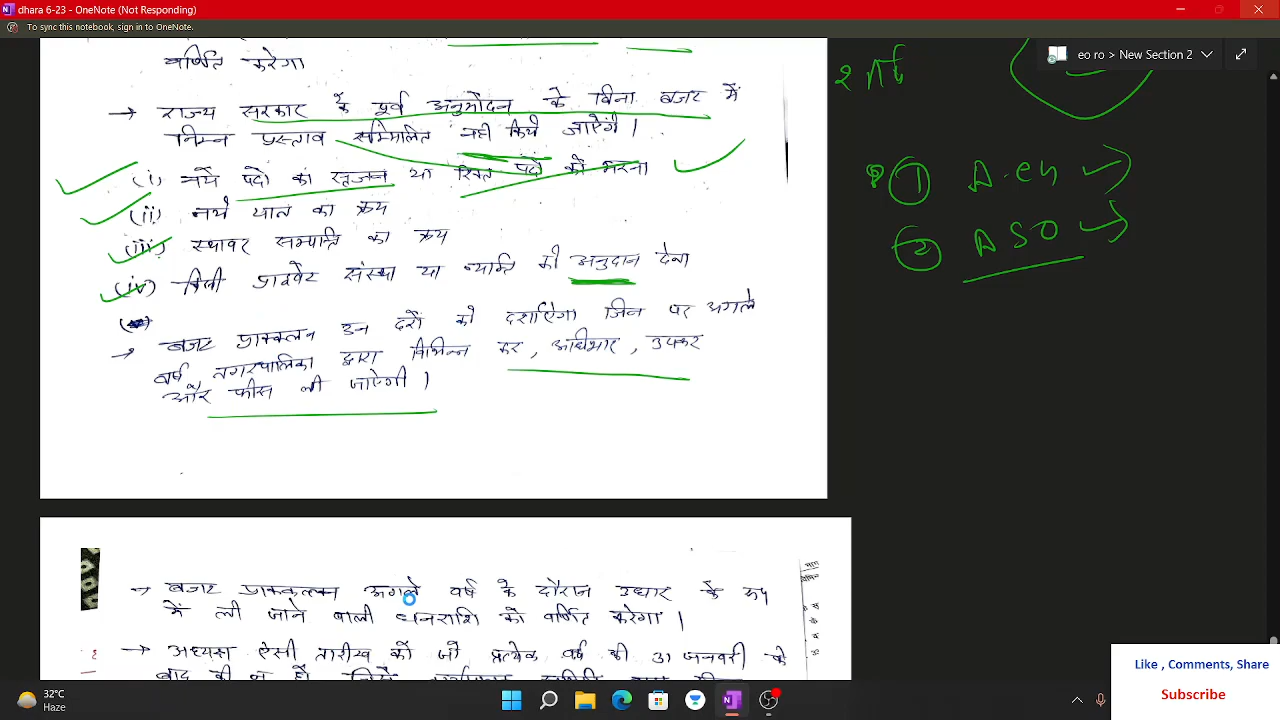 dhara 6-23 - OneNote (Not Responding)
To sync this notebook, sign in to OneNote.
eo ro > New Section 2
वर्णित करेगा
→ राज्य सरकार के पूर्व अनुमोदन के बिना बजट में
निम्न प्रस्ताव सम्मिलित नही किये जाएंगे।
(i) नये पदो का सृजन या रिक्त पदों को भरना
(ii) नये यान का क्रय
(iii) स्थावर सम्पत्ति का क्रय
(iv) किसी प्राइवेट संस्था या व्यक्ति को अनुदान देना
→ बजट प्राक्कलन उन दरों को दर्शाएगा जिन पर अगले
वर्ष नगरपालिका द्वारा विभिन्न कर, अधिभार, उपकर
और फीस ली जाएगी।
① A.en
② ASO
→ बजट प्राक्कलन अगले वर्ष के दौरान उधार के रूप
में ली जाने वाली धनराशि को वर्णित करेगा।
→ अध्यक्ष ऐसी तारीख को जो प्रत्येक वर्ष की 31 जनवरी के
बाद की न हो
Like , Comments, Share
Subscribe
32°C
Haze